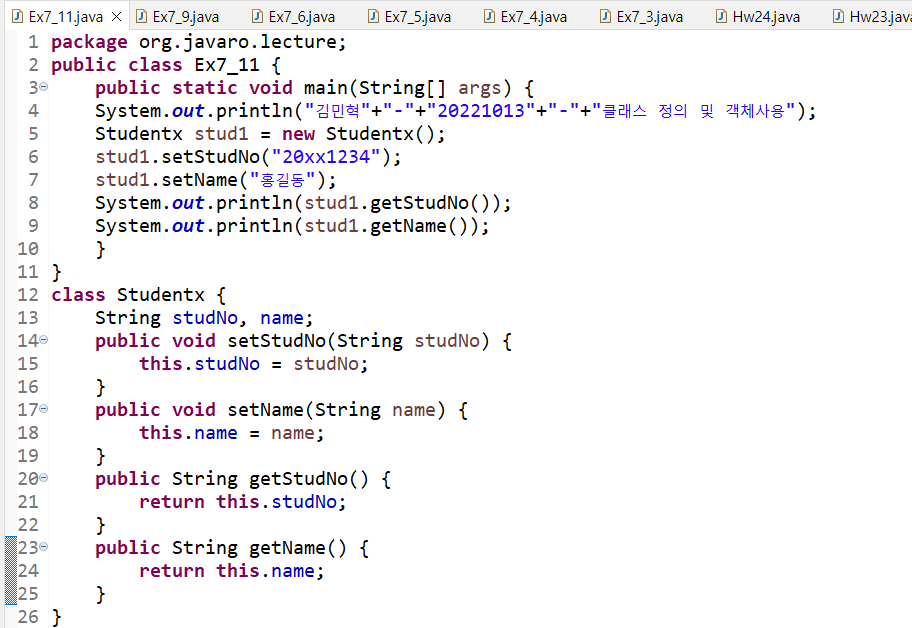 Ex7_11.java Ex7_9.java Ex7_6.java Ex7_5.java Ex7_4.java Ex7_3.java Hw24.java Hw23.java
1 package org.javaro.lecture;
2 public class Ex7_11 {
3     public static void main(String[] args) {
4     System.out.println("김민혁"+"-"+"20221013"+"-"+"클래스 정의 및 객체사용");
5     Studentx stud1 = new Studentx();
6     stud1.setStudNo("20xx1234");
7     stud1.setName("홍길동");
8     System.out.println(stud1.getStudNo());
9     System.out.println(stud1.getName());
10     }
11 }
12 class Studentx {
13     String studNo, name;
14     public void setStudNo(String studNo) {
15         this.studNo = studNo;
16     }
17     public void setName(String name) {
18         this.name = name;
19     }
20     public String getStudNo() {
21         return this.studNo;
22     }
23     public String getName() {
24         return this.name;
25     }
26 }